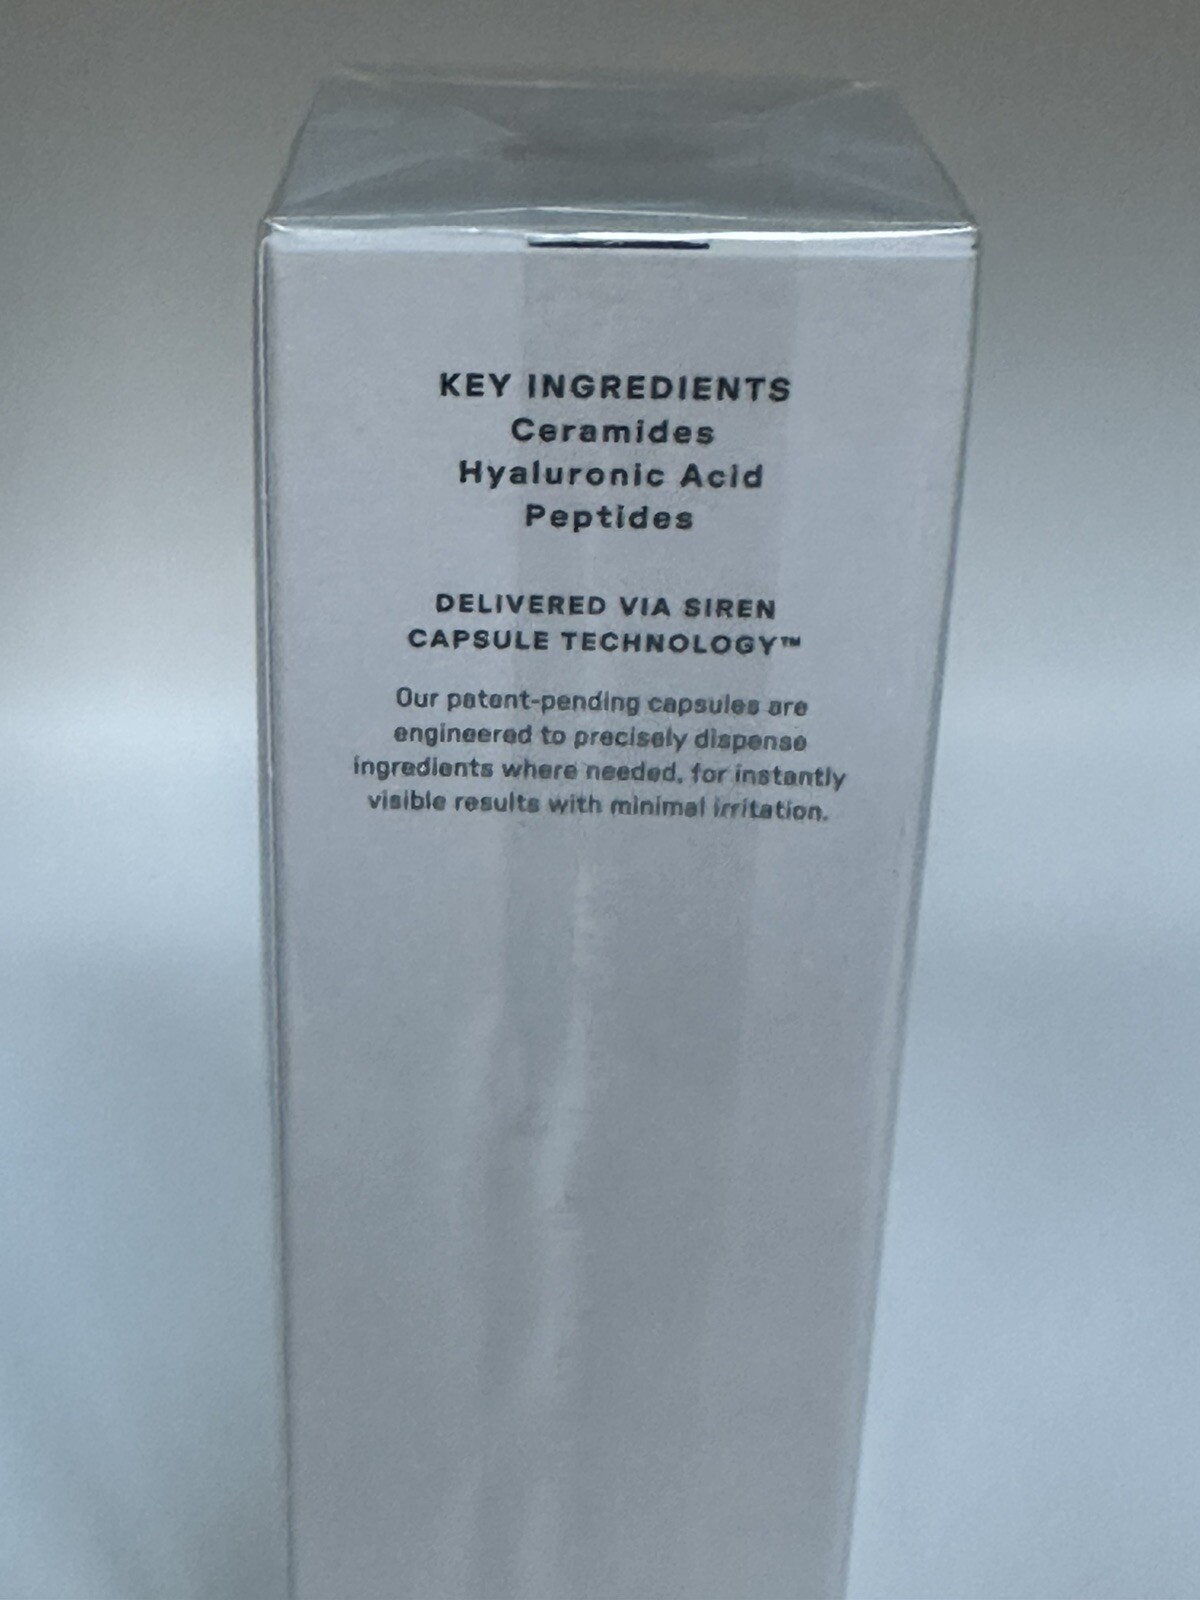 KEY INGREDIENTS
Ceramides
Hyaluronic Acid
Peptides
DELIVERED VIA SIREN
CAPSULE TECHNOLOGY™
Our patent-pending capsules are
engineered to precisely dispense
ingredients where needed, for instantly
visible results with minimal irritation.